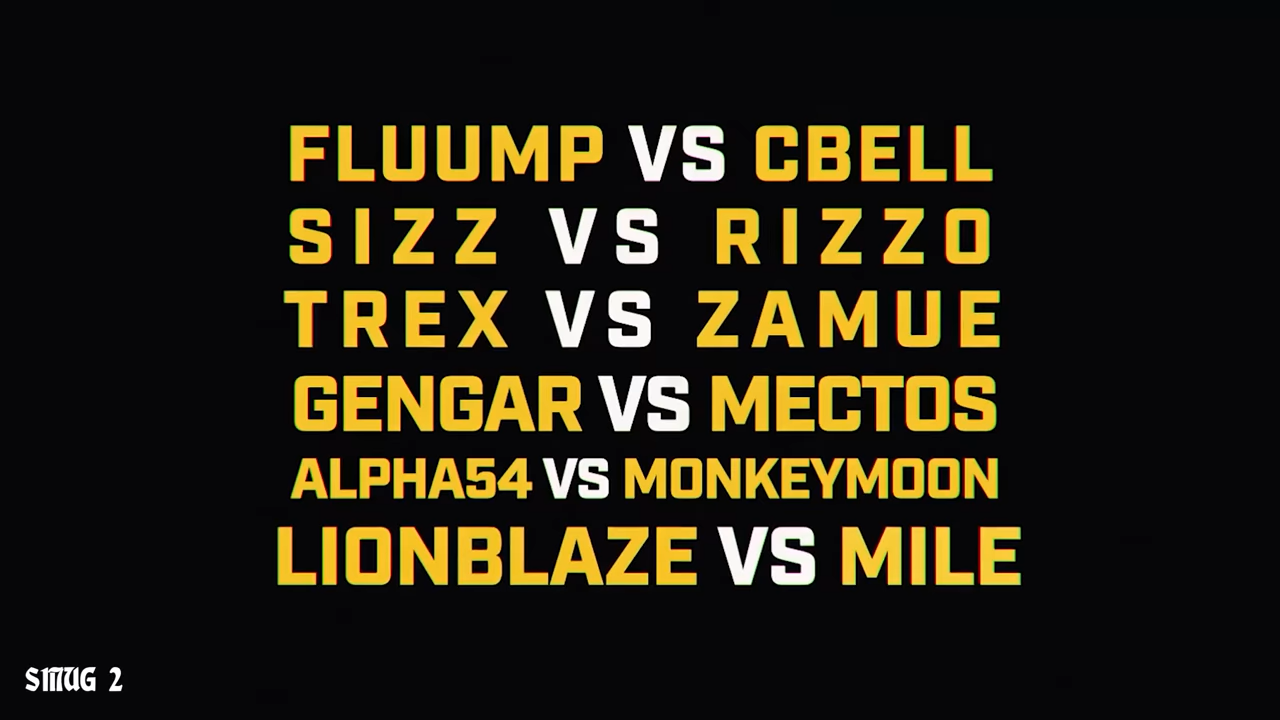 FLUUMP VS CBELL
SIZZ VS RIZZO
TREX VS ZAMUE
GENGAR VS MECTOS
ALPHA54 VS MONKEYMOON
LIONBLAZE VS MILE
SMUG 2